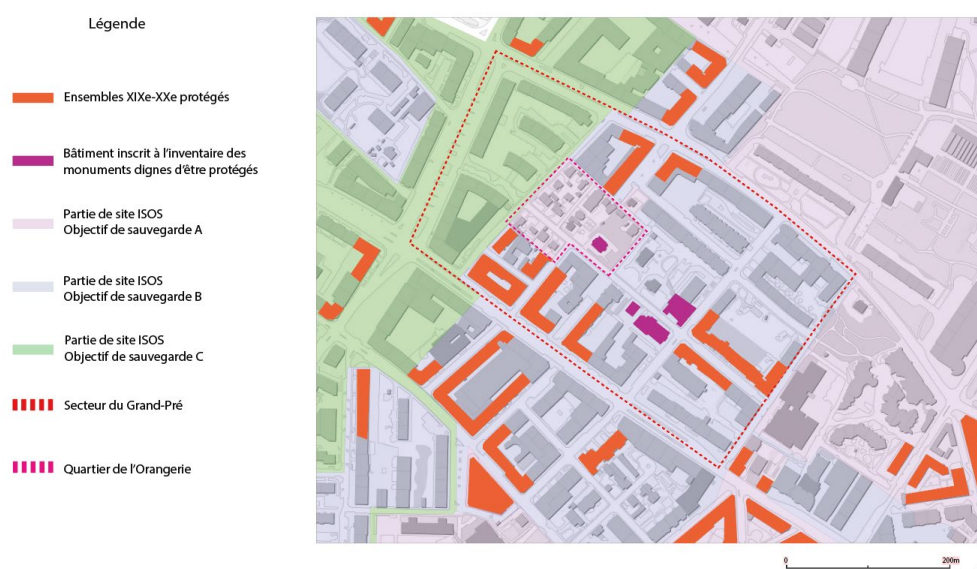 Légende
Ensembles XIXe-XXe protégés
Bâtiment inscrit à l'inventaire des
monuments dignes d'être protégés
Partie de site ISOS
Objectif de sauvegarde A
Partie de site ISOS
Objectif de sauvegarde B
Partie de site ISOS
Objectif de sauvegarde C
Secteur du Grand-Pré
Quartier de l'Orangerie
0 200m